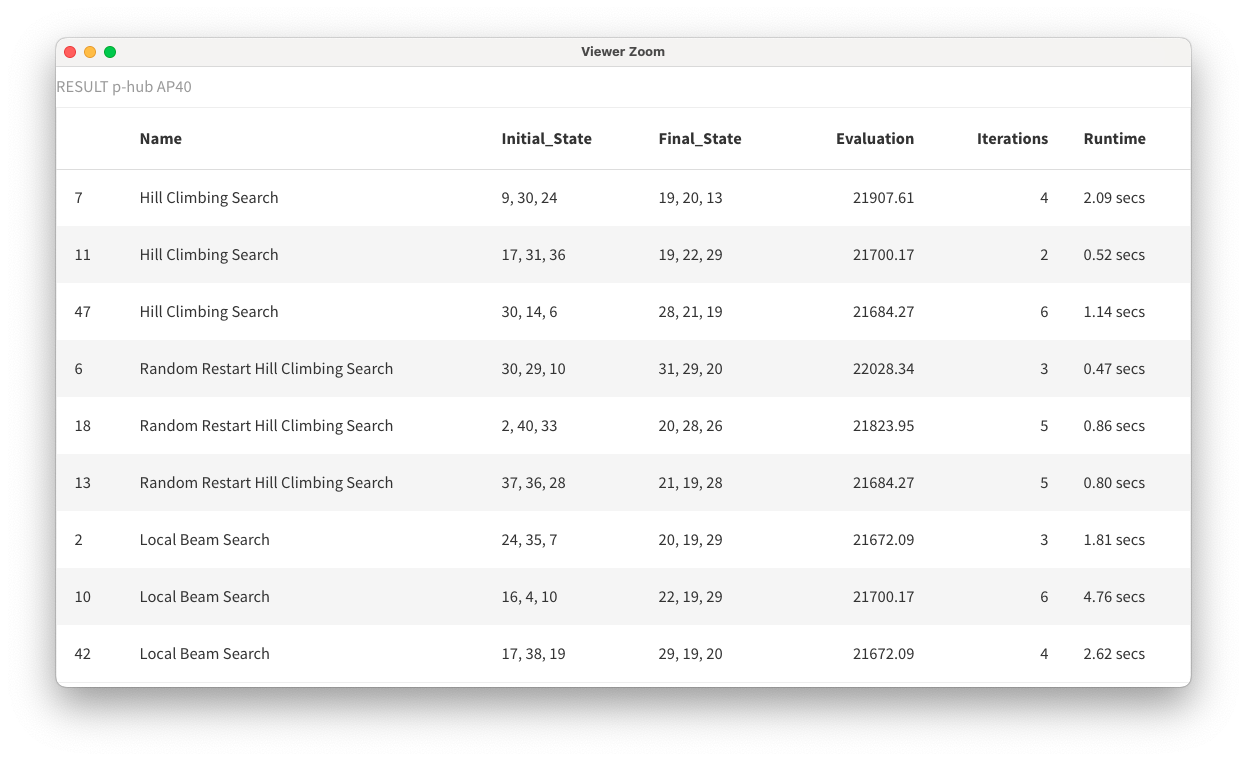 Viewer Zoom
RESULT p-hub AP40
Name Initial_State Final_State Evaluation Iterations Runtime
7 Hill Climbing Search 9, 30, 24 19, 20, 13 21907.61 4 2.09 secs
11 Hill Climbing Search 17, 31, 36 19, 22, 29 21700.17 2 0.52 secs
47 Hill Climbing Search 30, 14, 6 28, 21, 19 21684.27 6 1.14 secs
6 Random Restart Hill Climbing Search 30, 29, 10 31, 29, 20 22028.34 3 0.47 secs
18 Random Restart Hill Climbing Search 2, 40, 33 20, 28, 26 21823.95 5 0.86 secs
13 Random Restart Hill Climbing Search 37, 36, 28 21, 19, 28 21684.27 5 0.80 secs
2 Local Beam Search 24, 35, 7 20, 19, 29 21672.09 3 1.81 secs
10 Local Beam Search 16, 4, 10 22, 19, 29 21700.17 6 4.76 secs
42 Local Beam Search 17, 38, 19 29, 19, 20 21672.09 4 2.62 secs